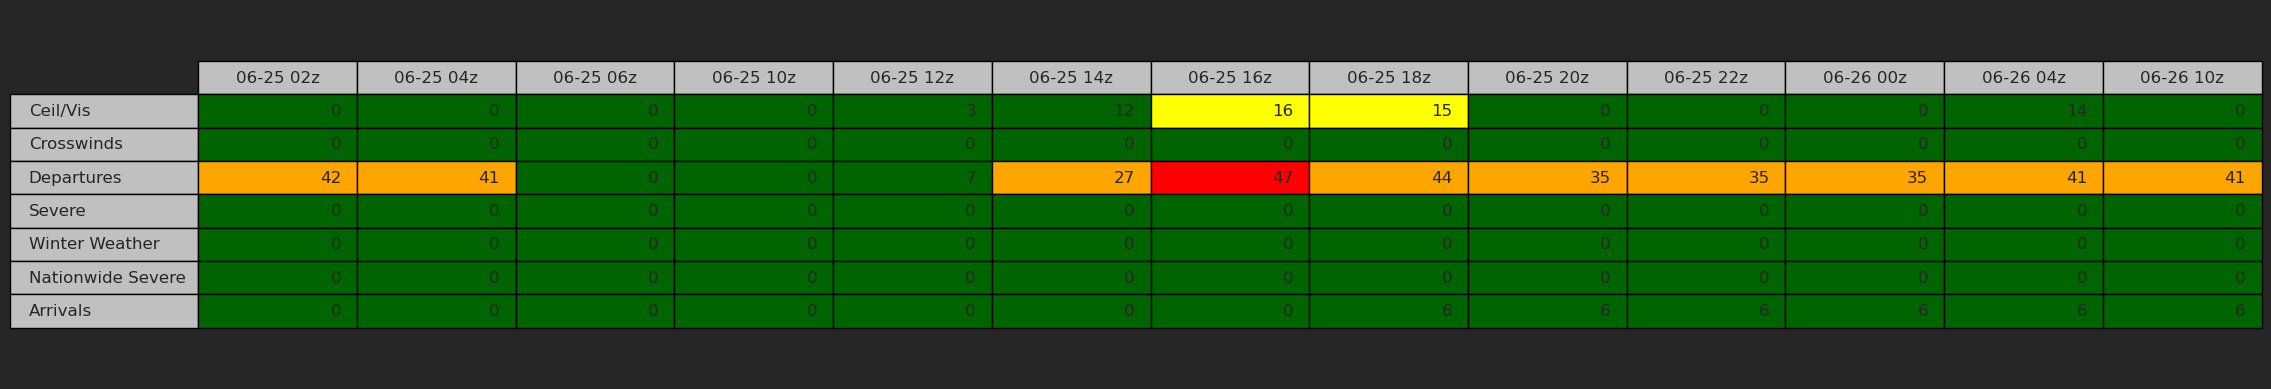 06-25 02z 06-25 04z 06-25 06z 06-25 10z 06-25 12z 06-25 14z 06-25 16z 06-25 18z 06-25 20z 06-25 22z 06-26 00z 06-26 04z 06-26 10z
Ceil/Vis 0 0 0 0 3 12 16 15 0 0 0 14 0
Crosswinds 0 0 0 0 0 0 0 0 0 0 0 0 0
Departures 42 41 0 0 7 27 47 44 35 35 35 41 41
Severe 0 0 0 0 0 0 0 0 0 0 0 0 0
Winter Weather 0 0 0 0 0 0 0 0 0 0 0 0 0
Nationwide Severe 0 0 0 0 0 0 0 0 0 0 0 0 0
Arrivals 0 0 0 0 0 0 0 6 6 6 6 6 6